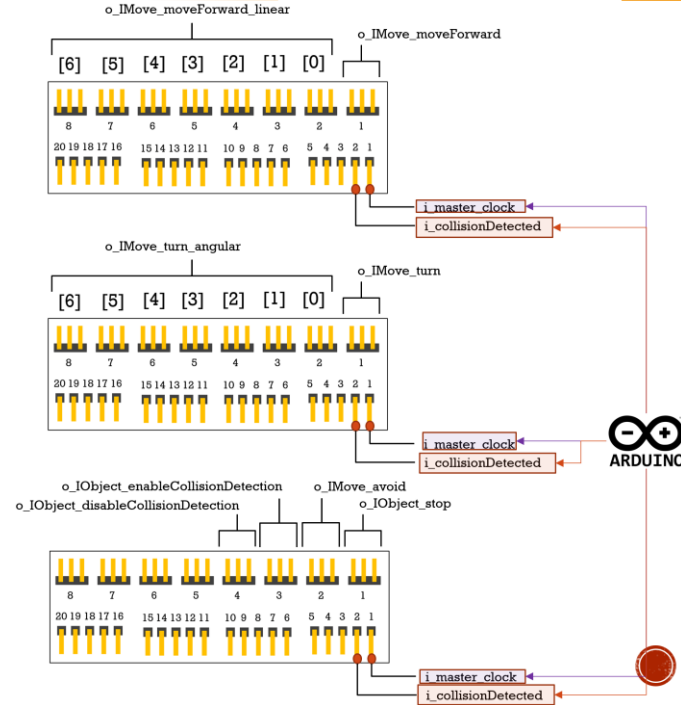 o_IMove_moveForward_linear
o_IMove_moveForward
[6] [5] [4] [3] [2] [1] [0]
8 7 6 5 4 3 2 1
20 19 18 17 16 15 14 13 12 11 10 9 8 7 6 5 4 3 2 1
i_master_clock
i_collisionDetected
o_IMove_turn_angular
o_IMove_turn
[6] [5] [4] [3] [2] [1] [0]
8 7 6 5 4 3 2 1
20 19 18 17 16 15 14 13 12 11 10 9 8 7 6 5 4 3 2 1
i_master_clock
i_collisionDetected
ARDUINO
o_IObject_enableCollisionDetection o_IMove_avoid
o_IObject_disableCollisionDetection o_IObject_stop
8 7 6 5 4 3 2 1
20 19 18 17 16 15 14 13 12 11 10 9 8 7 6 5 4 3 2 1
i_master_clock
i_collisionDetected